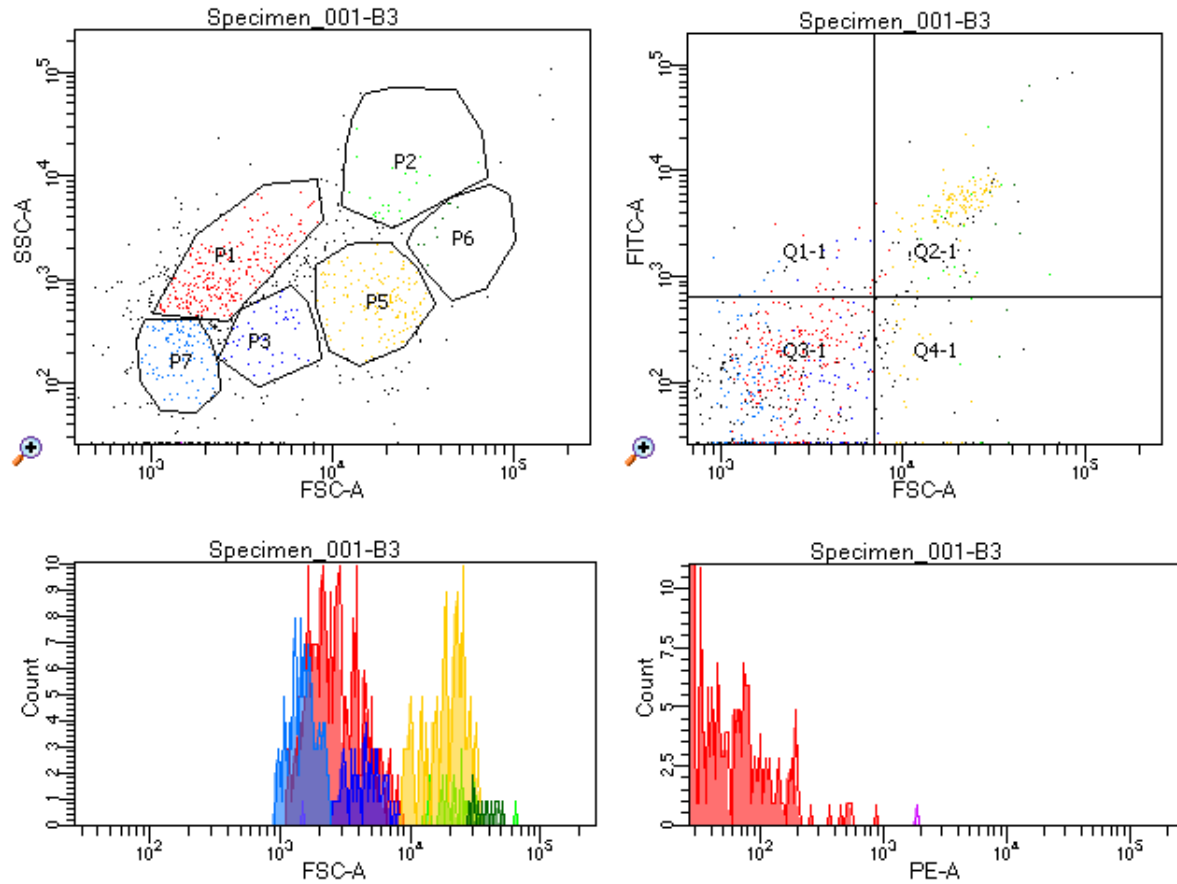 Specimen_001-B3
SSC-A
10^5
10^4
10^3
10^2
P1
P2
P3
P5
P6
P7
10^3
10^4
10^5
FSC-A
Specimen_001-B3
FITC-A
10^5
10^4
10^3
10^2
Q1-1
Q2-1
Q3-1
Q4-1
10^3
10^4
10^5
FSC-A
Specimen_001-B3
Count
10
9
8
7
6
5
4
3
2
1
0
10^2
10^3
10^4
10^5
FSC-A
Specimen_001-B3
Count
10
7.5
5
2.5
0
10^2
10^3
10^4
10^5
PE-A